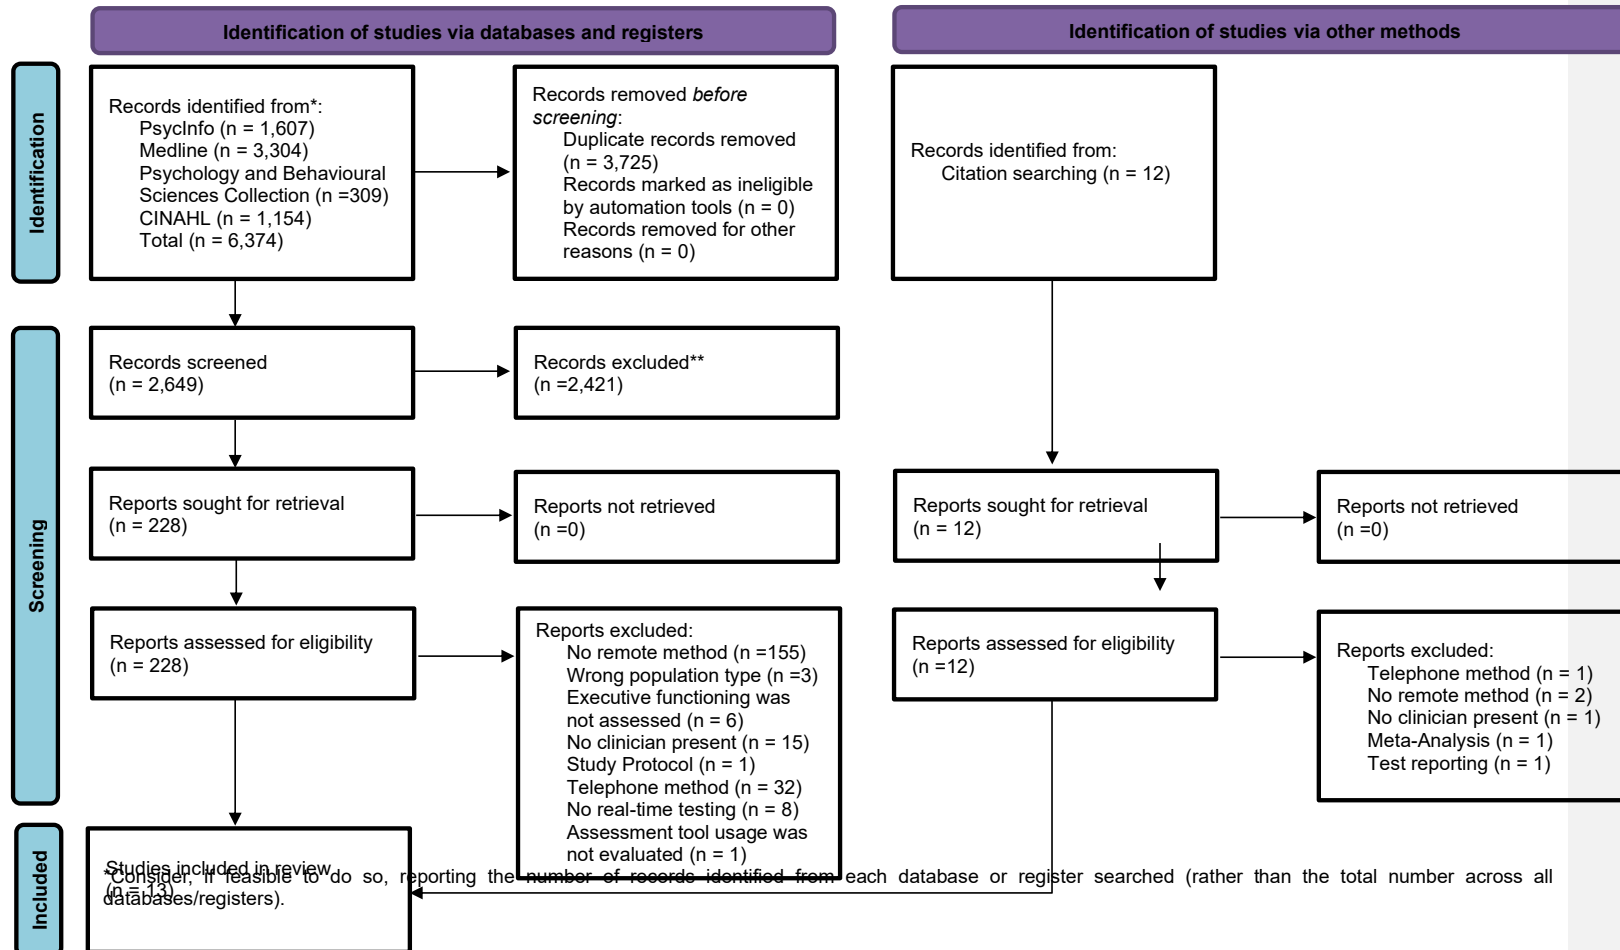 Identification of studies via databases and registers
Identification of studies via other methods
Identification
Records identified from*:
PsycInfo (n = 1,607)
Medline (n = 3,304)
Psychology and Behavioural
Sciences Collection (n =309)
CINAHL (n = 1,154)
Total (n = 6,374)
Records removed before
screening:
Duplicate records removed
(n = 3,725)
Records marked as ineligible
by automation tools (n = 0)
Records removed for other
reasons (n = 0)
Records identified from:
Citation searching (n = 12)
Screening
Records screened
(n = 2,649)
Records excluded**
(n =2,421)
Reports sought for retrieval
(n = 228)
Reports not retrieved
(n =0)
Reports sought for retrieval
(n = 12)
Reports not retrieved
(n =0)
Reports assessed for eligibility
(n = 228)
Reports excluded:
No remote method (n =155)
Wrong population type (n =3)
Executive functioning was
not assessed (n = 6)
No clinician present (n = 15)
Study Protocol (n = 1)
Telephone method (n = 32)
No real-time testing (n = 8)
Assessment tool usage was
not evaluated (n = 1)
Reports assessed for eligibility
(n =12)
Reports excluded:
Telephone method (n = 1)
No remote method (n = 2)
No clinician present (n = 1)
Meta-Analysis (n = 1)
Test reporting (n = 1)
Included
Studies included in review
(n = 13)
*Consider, if feasible to do so, reporting the number of records identified from each database or register searched (rather than the total number across all
databases/registers).